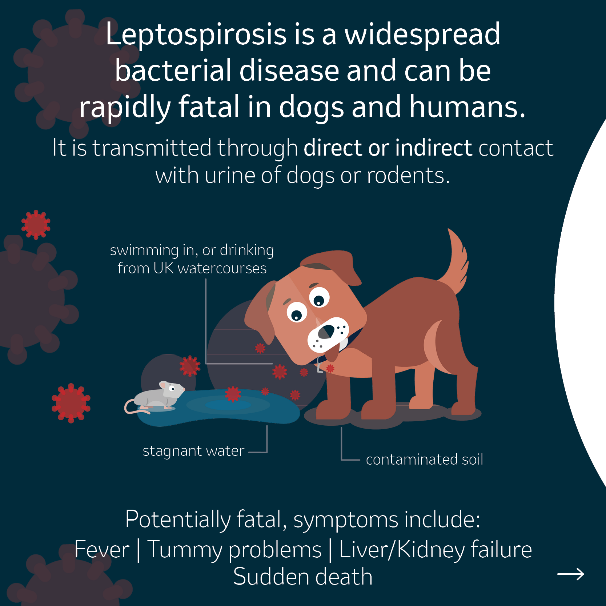 Leptospirosis is a widespread
bacterial disease and can be
rapidly fatal in dogs and humans.
It is transmitted through direct or indirect contact
with urine of dogs or rodents.
swimming in, or drinking
from UK watercourses
stagnant water
contaminated soil
Potentially fatal, symptoms include:
Fever | Tummy problems | Liver/Kidney failure
Sudden death